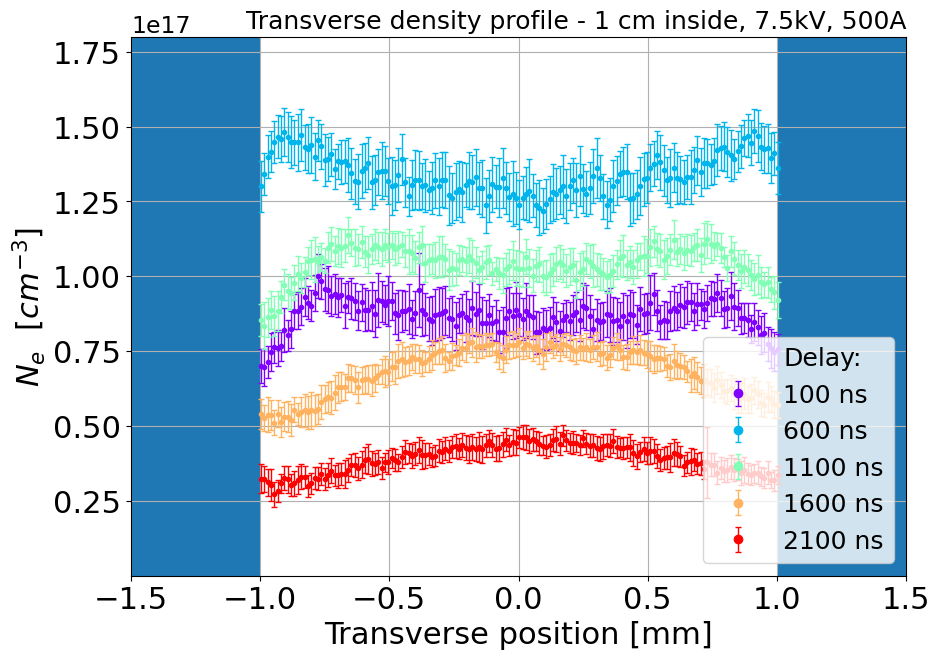 1e17
Transverse density profile - 1 cm inside, 7.5kV, 500A
1.75
1.50
1.25
1.00
0.75
0.50
0.25
N_e [cm^{-3}]
Delay:
100 ns
600 ns
1100 ns
1600 ns
2100 ns
−1.5 −1.0 −0.5 0.0 0.5 1.0 1.5
Transverse position [mm]